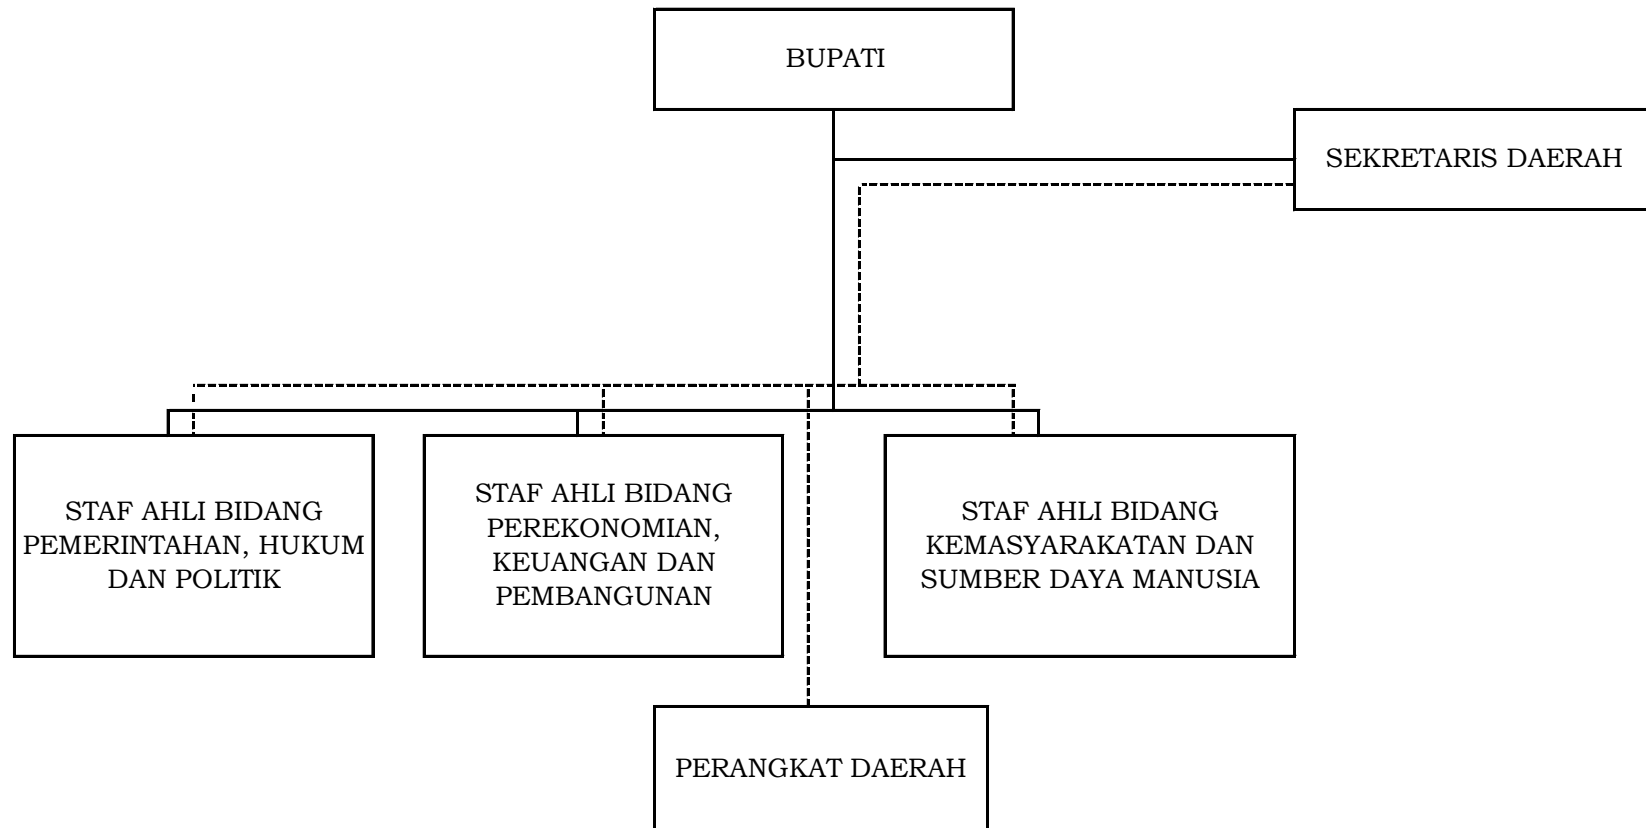 BUPATI
SEKRETARIS DAERAH
STAF AHLI BIDANG
PEMERINTAHAN, HUKUM
DAN POLITIK
STAF AHLI BIDANG
PEREKONOMIAN,
KEUANGAN DAN
PEMBANGUNAN
STAF AHLI BIDANG
KEMASYARAKATAN DAN
SUMBER DAYA MANUSIA
PERANGKAT DAERAH